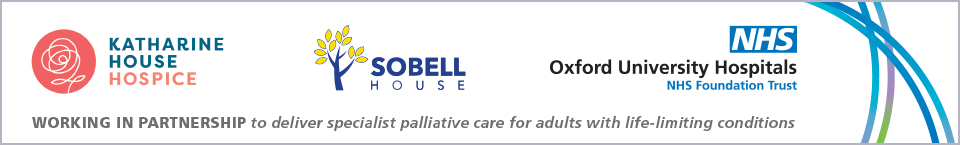 KATHARINE
HOUSE
HOSPICE
SOBELL
HOUSE
NHS
Oxford University Hospitals
NHS Foundation Trust
WORKING IN PARTNERSHIP to deliver specialist palliative care for adults with life-limiting conditions